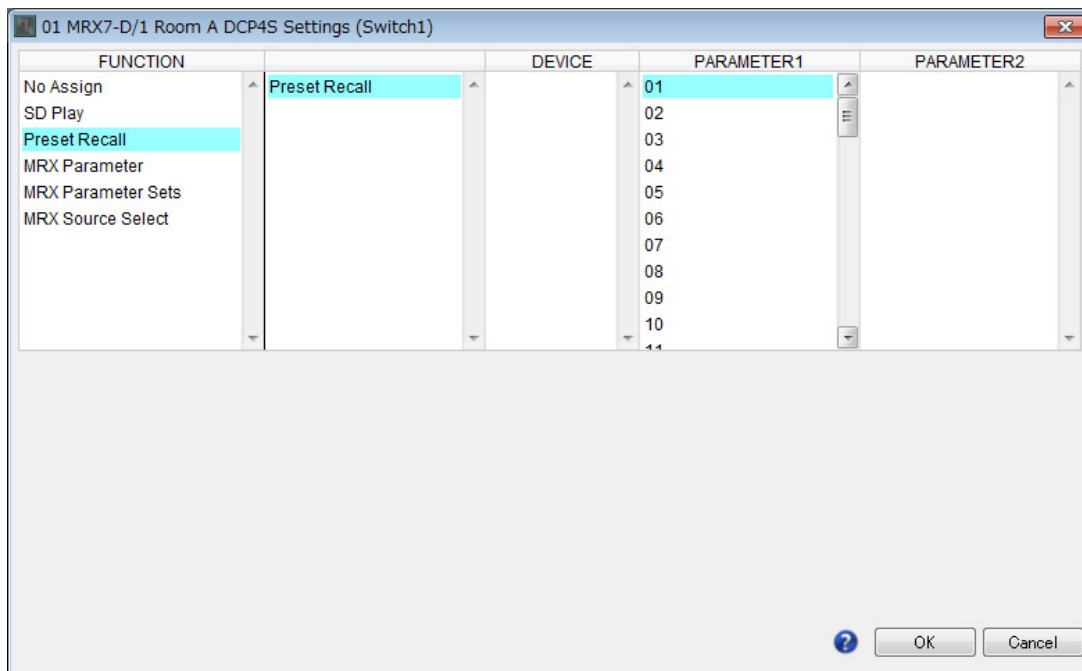 01 MRX7-D/1 Room A DCP4S Settings (Switch1)
FUNCTION DEVICE PARAMETER1 PARAMETER2
No Assign
SD Play
Preset Recall
MRX Parameter
MRX Parameter Sets
MRX Source Select
Preset Recall
01
02
03
04
05
06
07
08
09
10
11
?
OK Cancel